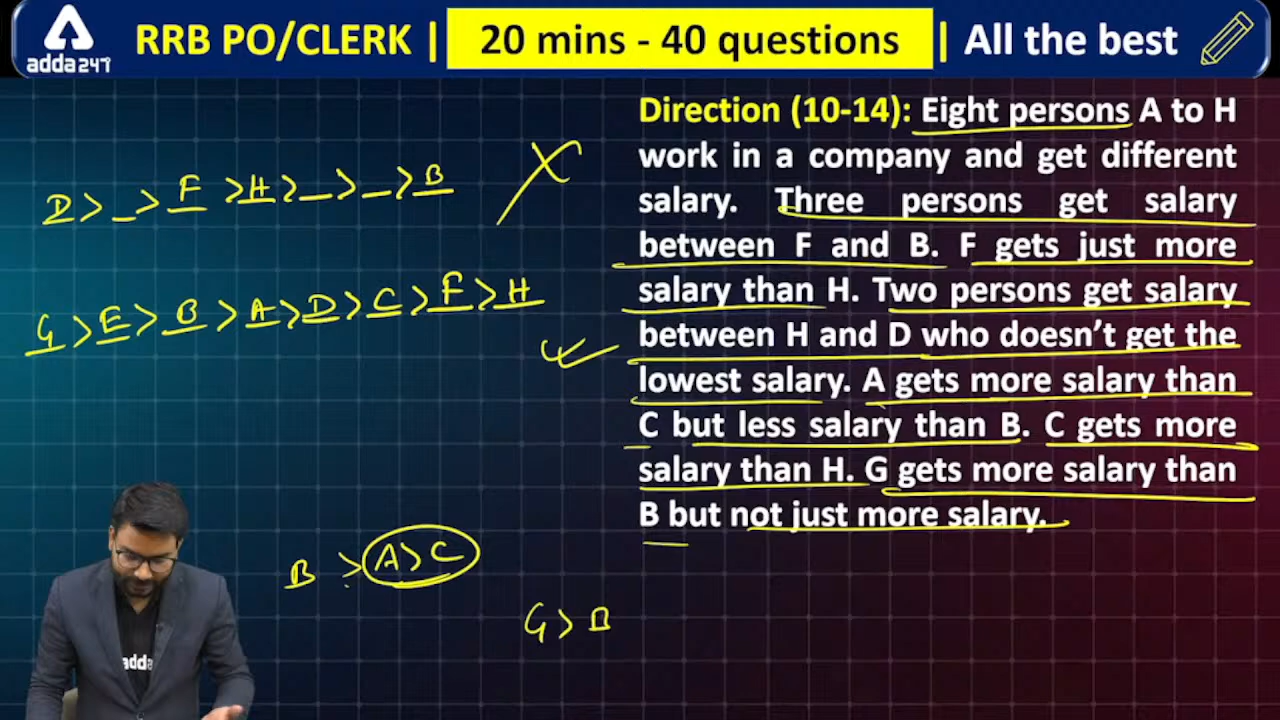 adda247
RRB PO/CLERK | 20 mins - 40 questions | All the best
Direction (10-14): Eight persons A to H
work in a company and get different
salary. Three persons get salary
between F and B. F gets just more
salary than H. Two persons get salary
between H and D who doesn't get the
lowest salary. A gets more salary than
C but less salary than B. C gets more
salary than H. G gets more salary than
B but not just more salary.
D > _ > F > H > _ > _ > B
G > E > B > A > D > C > F > H
B > A > C
G > B
adda